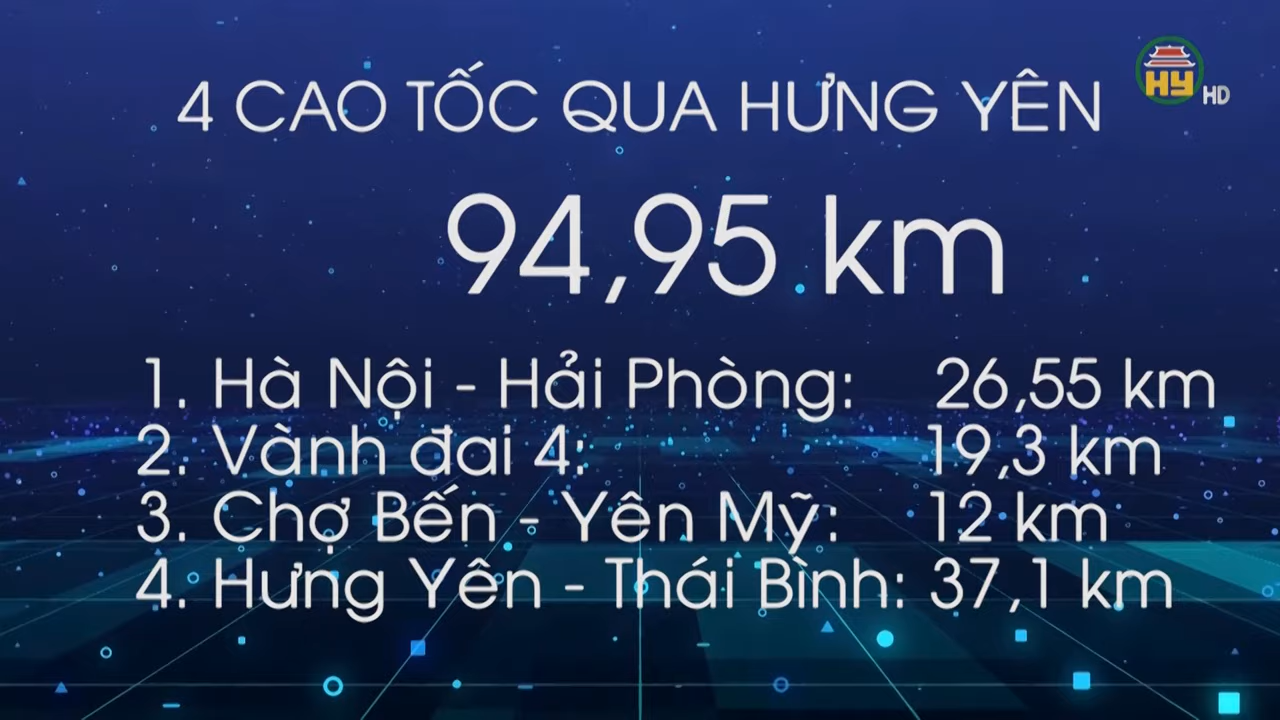 4 CAO TỐC QUA HƯNG YÊN
HY HD
94,95 km
1. Hà Nội - Hải Phòng: 26,55 km
2. Vành đai 4: 19,3 km
3. Chợ Bến - Yên Mỹ: 12 km
4. Hưng Yên - Thái Bình: 37,1 km